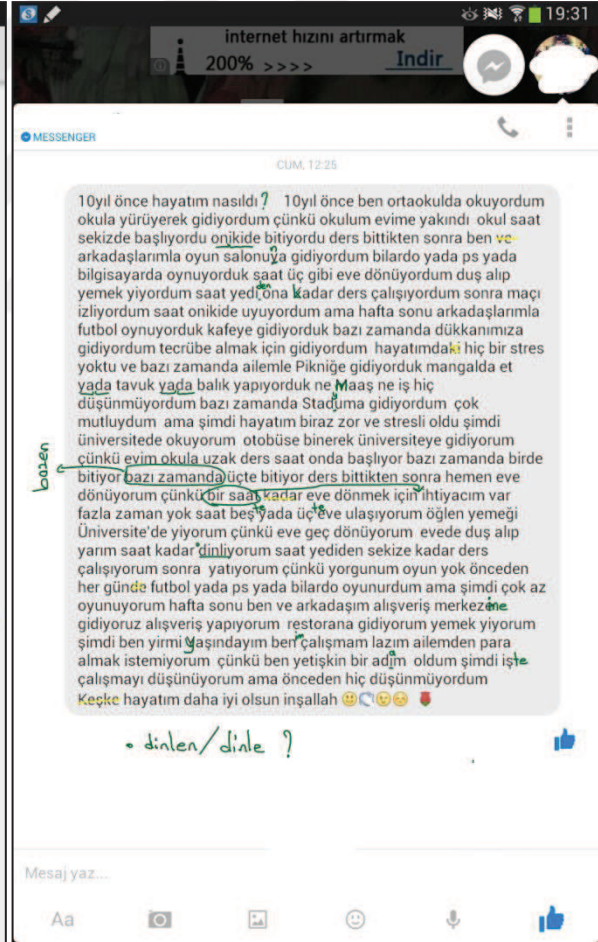 19:31
internet hızını artırmak
200% >>>> Indir
MESSENGER
CUM, 12:25
10yıl önce hayatım nasıldı? 10yıl önce ben ortaokulda okuyordum
okula yürüyerek gidiyordum çünkü okulum evime yakındı okul saat
sekizde başlıyordu onikide bitiyordu ders bittikten sonra ben ve
arkadaşlarımla oyun salonuya gidiyordum bilardo yada ps yada
bilgisayarda oynuyorduk saat üç gibi eve dönüyordum duş alıp
yemek yiyordum saat yedi den ona kadar ders çalışıyordum sonra maçı
izliyordum saat onikide uyuyordum ama hafta sonu arkadaşlarımla
futbol oynuyorduk kafeye gidiyorduk bazı zamanda dükkanımıza
gidiyordum tecrübe almak için gidiyordum hayatımdaki hiç bir stres
yoktu ve bazı zamanda ailemle Pikniğe gidiyorduk mangalda et
yada tavuk yada balık yapıyorduk ne Maaş ne iş hiç
düşünmüyordum bazı zamanda Staduma gidiyordum çok
mutluydum ama şimdi hayatım biraz zor ve stresli oldu şimdi
üniversitede okuyorum otobüse binerek üniversiteye gidiyorum
çünkü evim okula uzak ders saat onda başlıyor bazı zamanda birde
bazen
bitiyor bazı zamanda üçte bitiyor ders bittikten sonra hemen eve
dönüyorum çünkü bir saat kadar eve dönmek için ihtiyacım var
fazla zaman yok saat beş te yada üç te eve ulaşıyorum öğlen yemeği
Üniversite'de yiyorum çünkü eve geç dönüyorum evede duş alıp
yarım saat kadar dinliyorum saat yediden sekize kadar ders
çalışıyorum sonra yatıyorum çünkü yorgunum oyun yok önceden
her günde futbol yada ps yada bilardo oynurdum ama şimdi çok az
oyunuyorum hafta sonu ben ve arkadaşım alışveriş merkezine
gidiyoruz alışveriş yapıyorum restorana gidiyorum yemek yiyorum
şimdi ben yirmi yaşındayım ben çalışmam lazım ailemden para
almak istemiyorum çünkü ben yetişkin bir adam oldum şimdi işte
çalışmayı düşünüyorum ama önceden hiç düşünmüyordum
Keşke hayatım daha iyi olsun inşallah
• dinlen/dinle ?
Mesaj yaz...
Aa